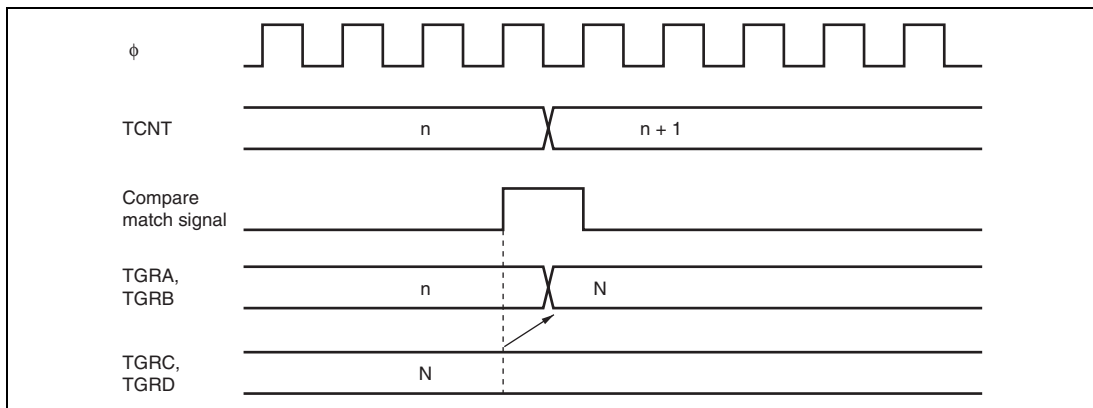 ϕ
TCNT
n
n + 1
Compare
match signal
TGRA,
TGRB
n
N
TGRC,
TGRD
N